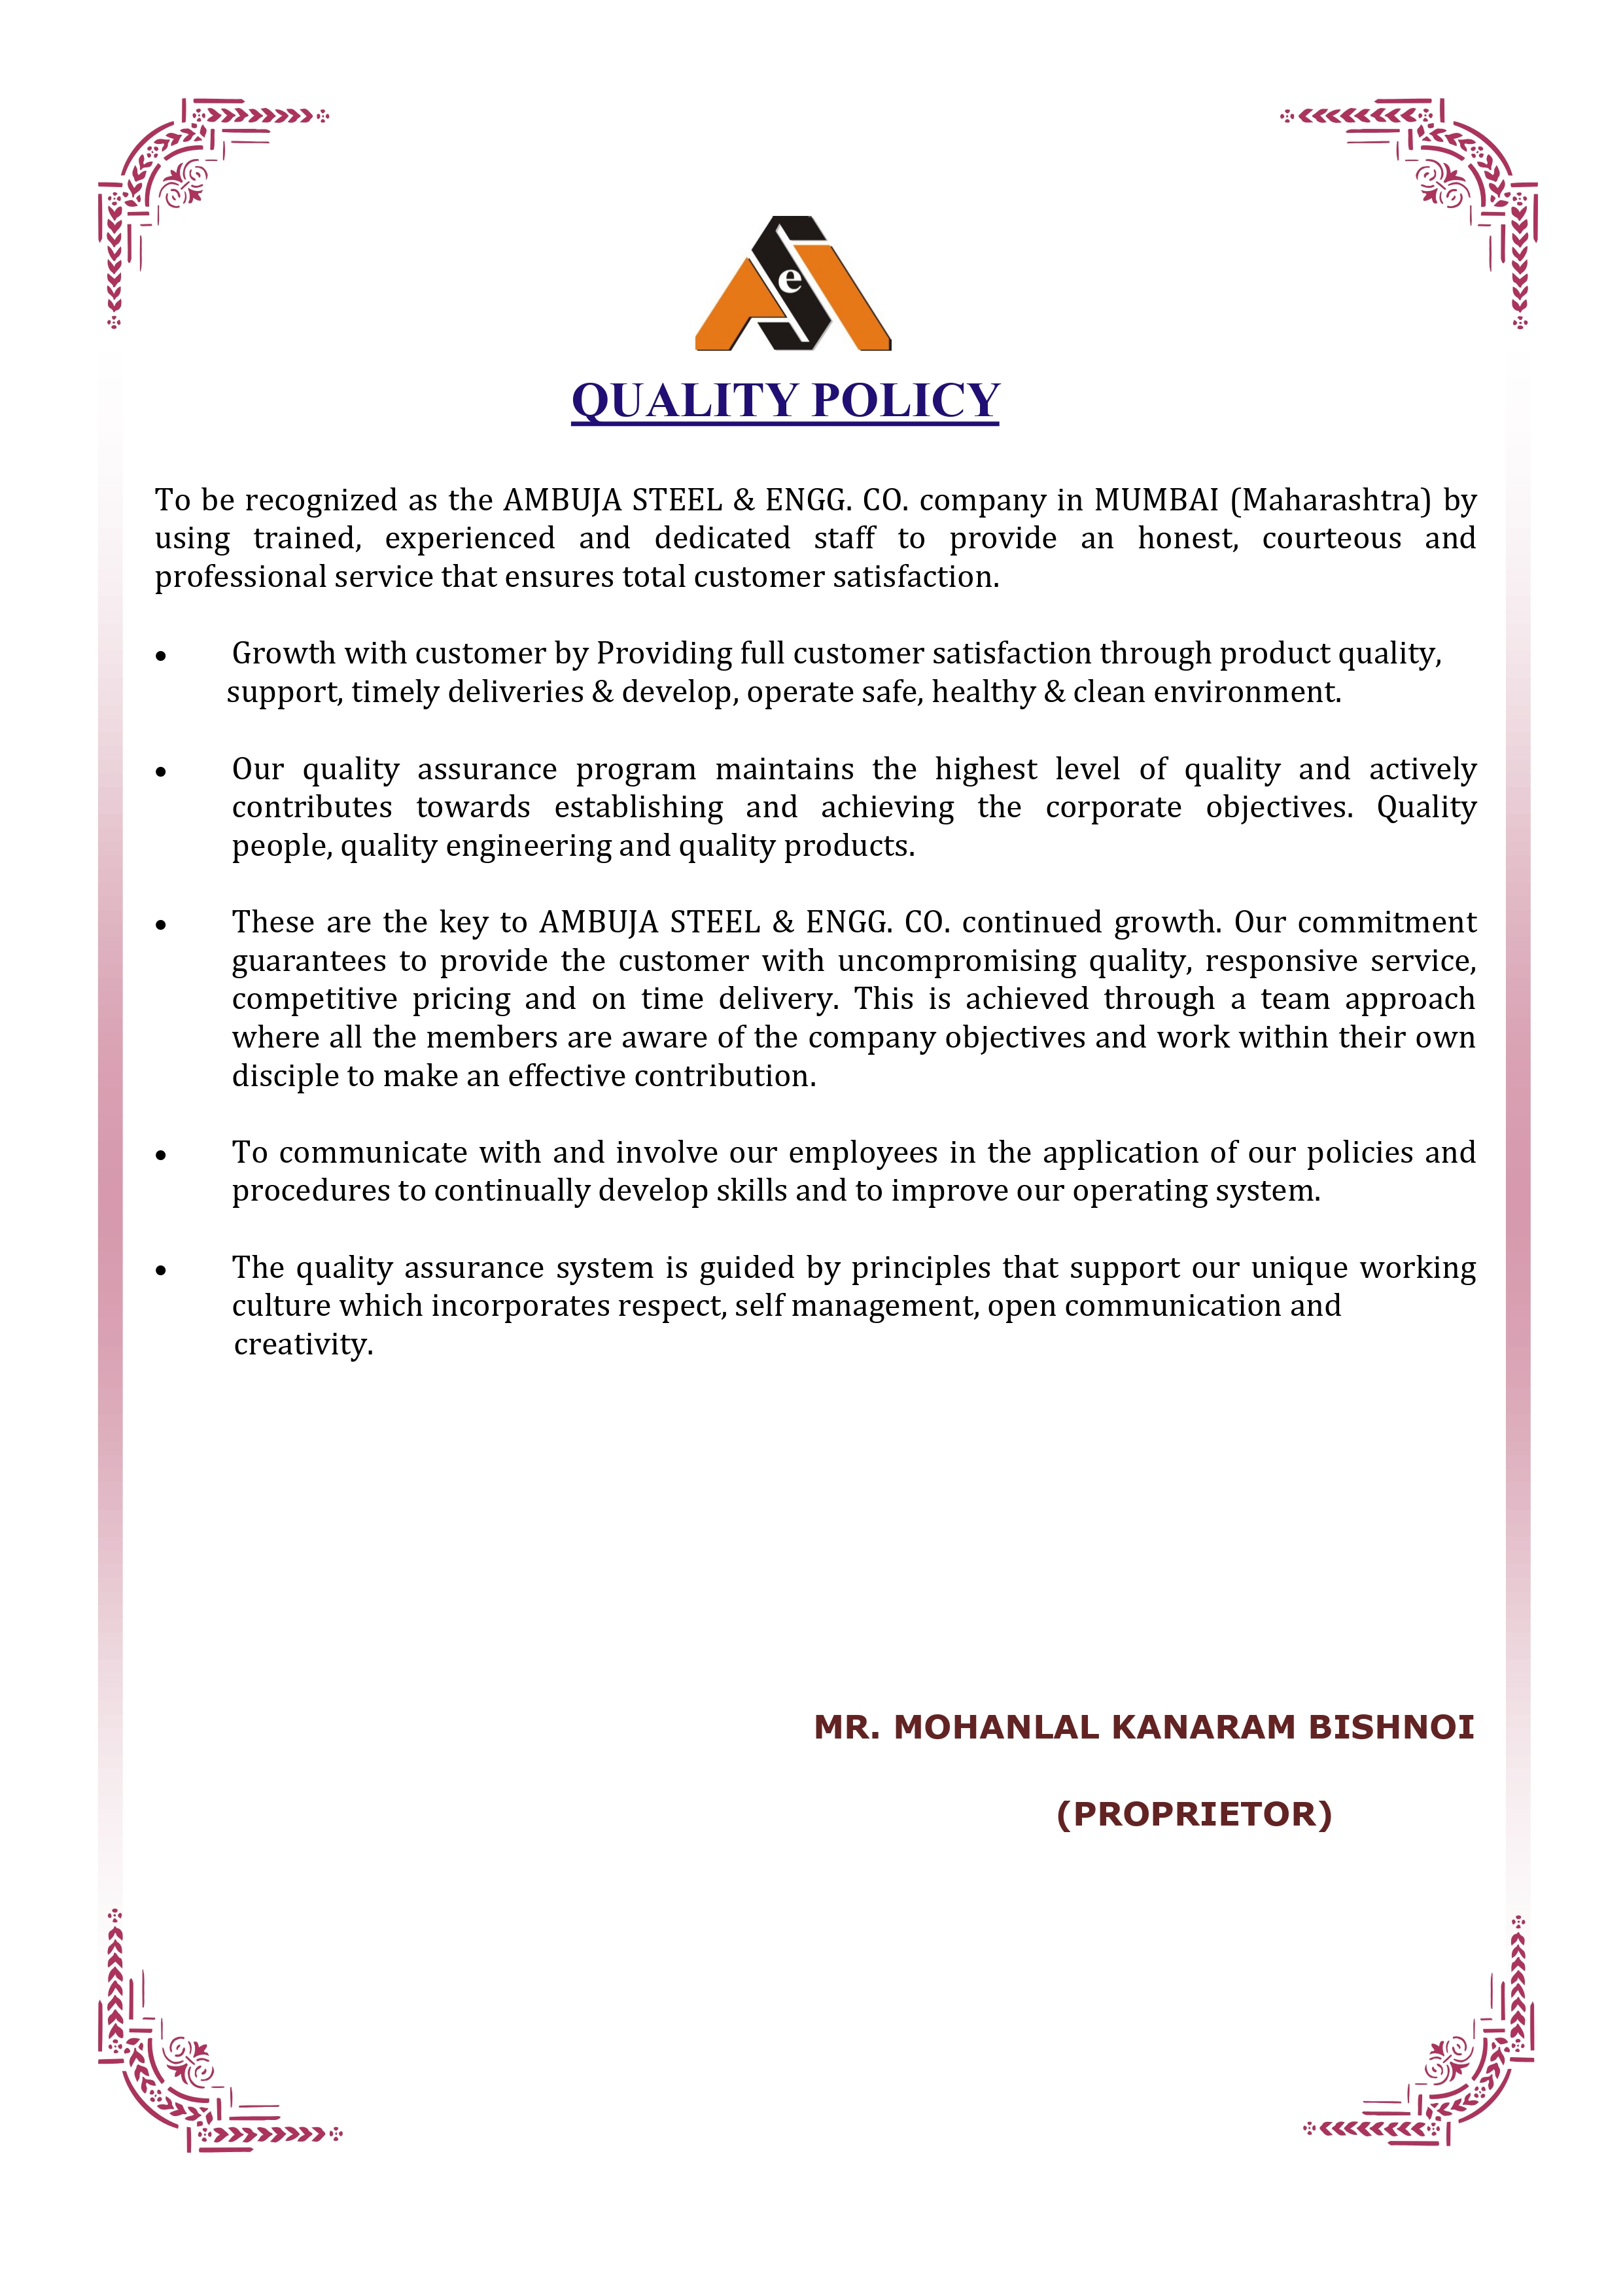 e
QUALITY POLICY
To be recognized as the AMBUJA STEEL & ENGG. CO. company in MUMBAI (Maharashtra) by
using trained, experienced and dedicated staff to provide an honest, courteous and
professional service that ensures total customer satisfaction.
• Growth with customer by Providing full customer satisfaction through product quality,
support, timely deliveries & develop, operate safe, healthy & clean environment.
• Our quality assurance program maintains the highest level of quality and actively
contributes towards establishing and achieving the corporate objectives. Quality
people, quality engineering and quality products.
• These are the key to AMBUJA STEEL & ENGG. CO. continued growth. Our commitment
guarantees to provide the customer with uncompromising quality, responsive service,
competitive pricing and on time delivery. This is achieved through a team approach
where all the members are aware of the company objectives and work within their own
disciple to make an effective contribution.
• To communicate with and involve our employees in the application of our policies and
procedures to continually develop skills and to improve our operating system.
• The quality assurance system is guided by principles that support our unique working
culture which incorporates respect, self management, open communication and
creativity.
MR. MOHANLAL KANARAM BISHNOI
(PROPRIETOR)